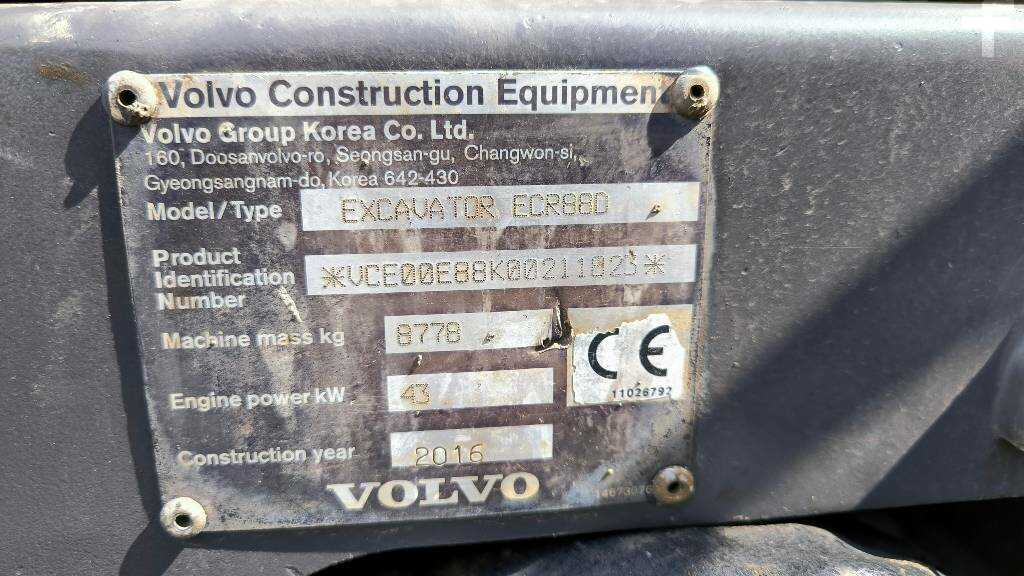 Volvo Construction Equipment
Volvo Group Korea Co. Ltd.
160, Doosanvolvo-ro, Seongsan-gu, Changwon-si,
Gyeongsangnam-do, Korea 642-430
Model/Type EXCAVATOR ECR88D
Product
Identification
Number
*VCE00E88K00211023*
Machine mass kg 8778
CE
11026792
Engine power kW 43
Construction year 2016
VOLVO